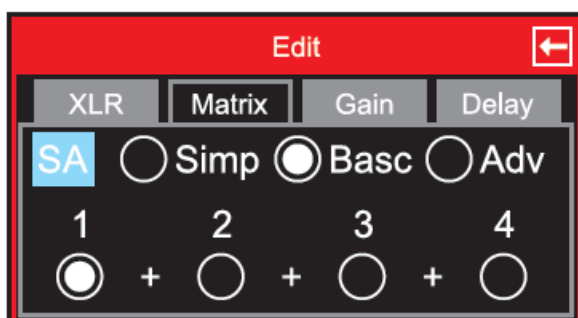 Edit
XLR Matrix Gain Delay
SA Simp Basc Adv
1 2 3 4
+ + +